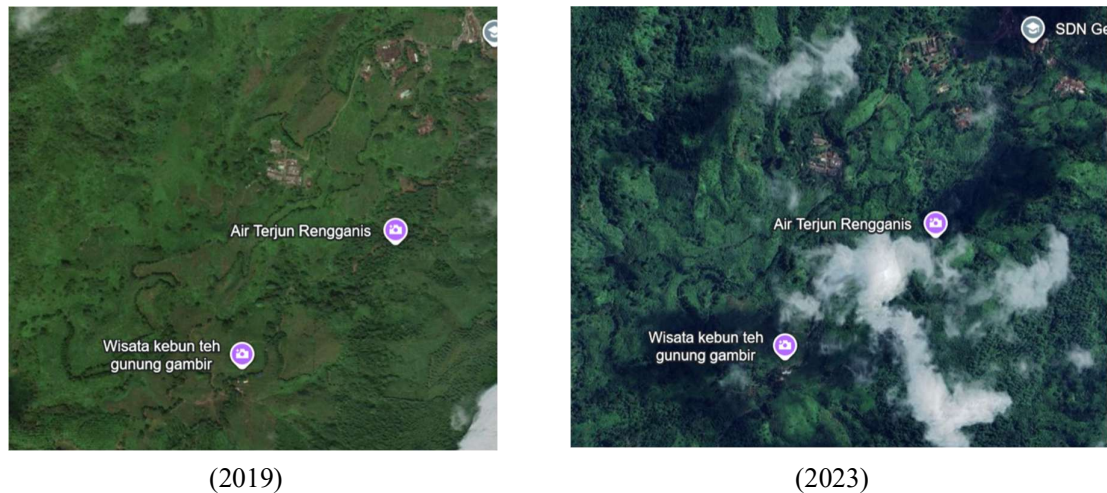 SDN Ge
Air Terjun Rengganis
Air Terjun Rengganis
Wisata kebun teh
gunung gambir
Wisata kebun teh
gunung gambir
(2019)
(2023)